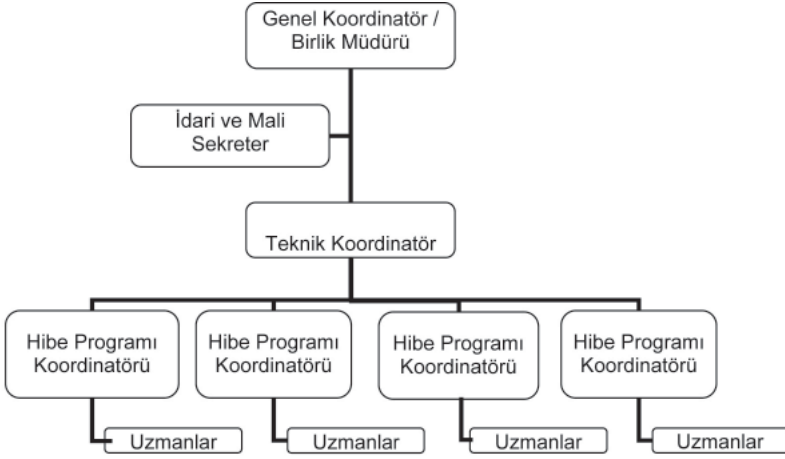 Genel Koordinatör /
Birlik Müdürü
İdari ve Mali
Sekreter
Teknik Koordinatör
Hibe Programı
Koordinatörü
Hibe Programı
Koordinatörü
Hibe Programı
Koordinatörü
Hibe Programı
Koordinatörü
Uzmanlar
Uzmanlar
Uzmanlar
Uzmanlar